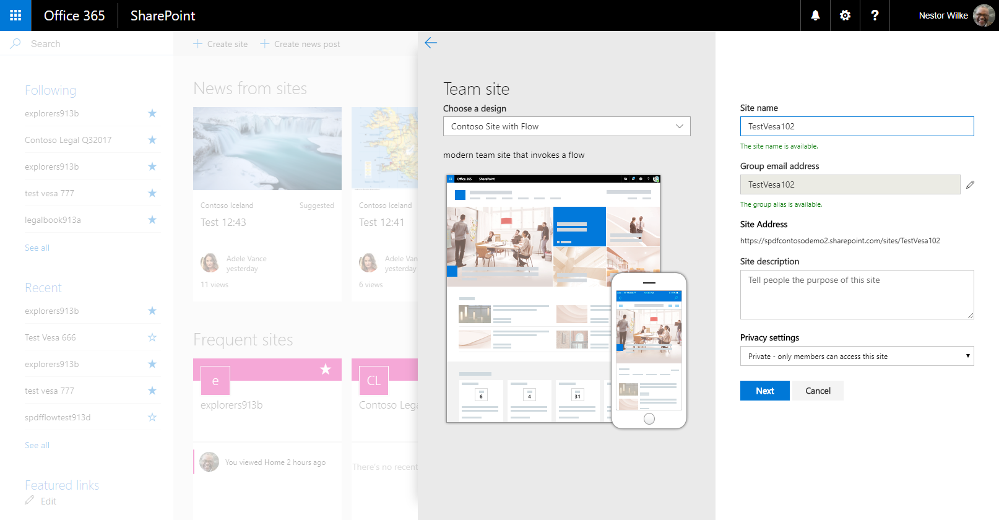 Office 365
SharePoint
Nestor Wilke
Search
Create site
Create news post
Following
explorers913b
Contoso Legal Q32017
explorers913b
test vesa 777
legalbook913a
See all
Recent
explorers913b
Test Vesa 666
explorers913b
test vesa 777
spdfflowtest913d
See all
Featured links
Edit
News from sites
Contoso Iceland
Suggested
Test 12:43
Adele Vance
yesterday
11 views
Contoso Iceland
Test 12:41
Adele Vance
yesterday
6 views
Frequent sites
e
explorers913b
You viewed Home 2 hours ago
CL
Contoso Lega
There's no recent
Team site
Choose a design
Contoso Site with Flow
modern team site that invokes a flow
Office 365
SharePoint
6
4
31
Site name
TestVesa102
The site name is available.
Group email address
TestVesa102
The group alias is available.
Site Address
https://spdfcontosodemo2.sharepoint.com/sites/TestVesa102
Site description
Tell people the purpose of this site
Privacy settings
Private - only members can access this site
Next
Cancel